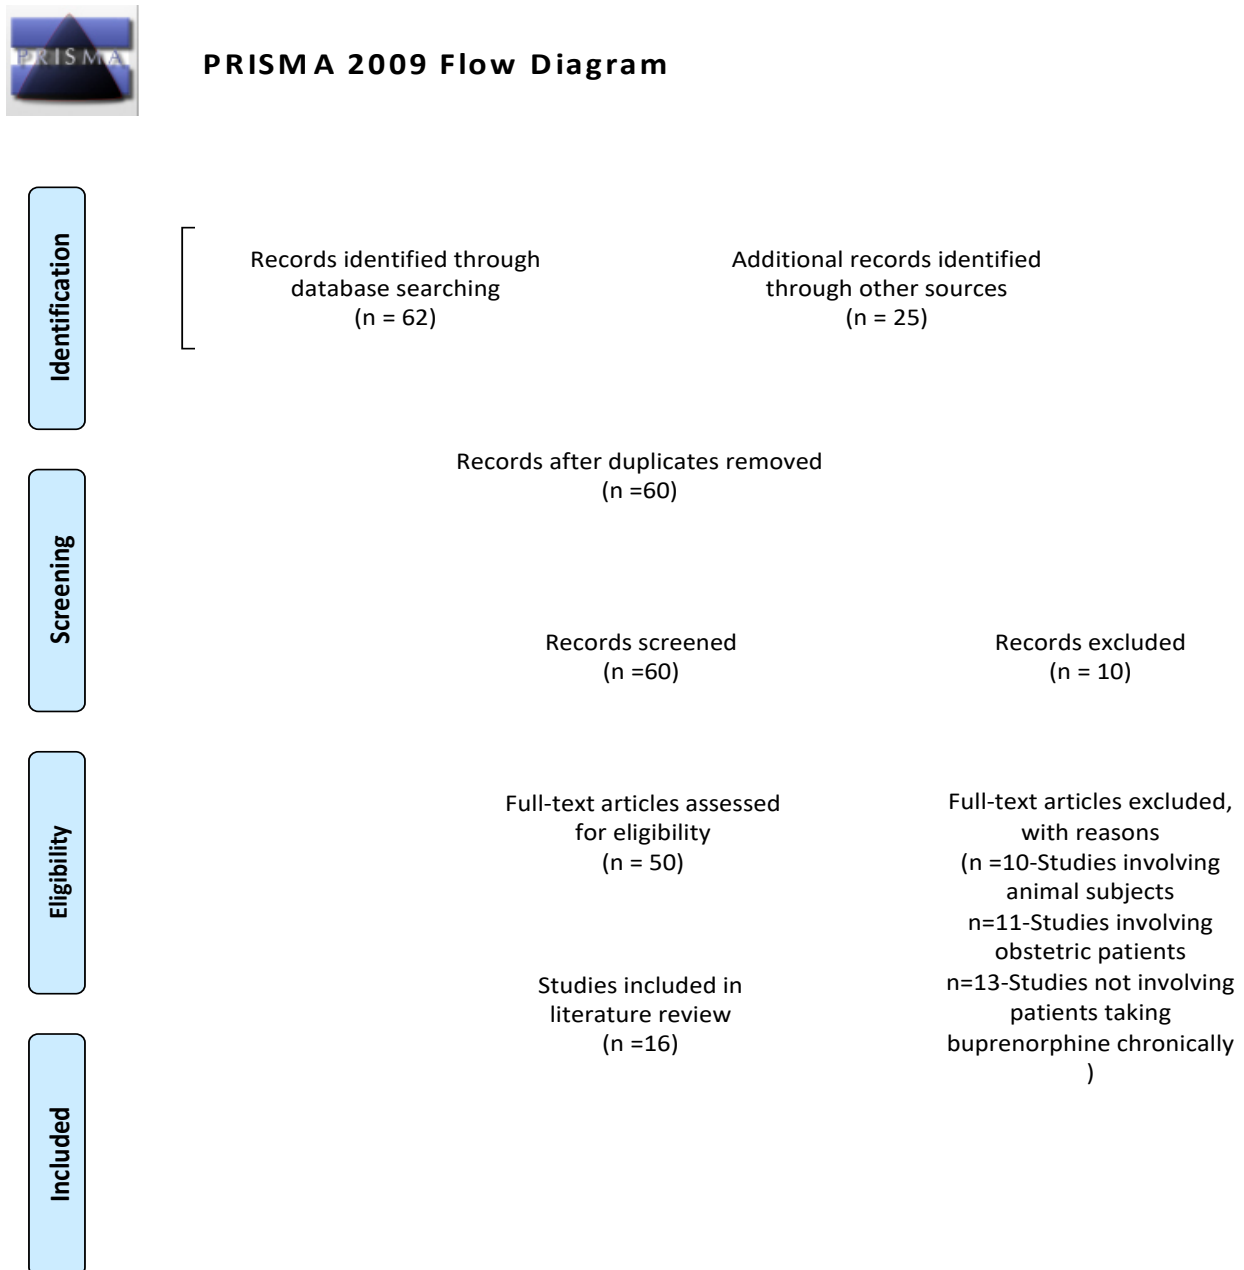 PRISMA
PRISMA 2009 Flow Diagram
Identification
Records identified through
database searching
(n = 62)
Additional records identified
through other sources
(n = 25)
Records after duplicates removed
(n =60)
Screening
Records screened
(n =60)
Records excluded
(n = 10)
Eligibility
Full-text articles assessed
for eligibility
(n = 50)
Full-text articles excluded,
with reasons
(n =10-Studies involving
animal subjects
n=11-Studies involving
obstetric patients
n=13-Studies not involving
patients taking
buprenorphine chronically
)
Studies included in
literature review
(n =16)
Included